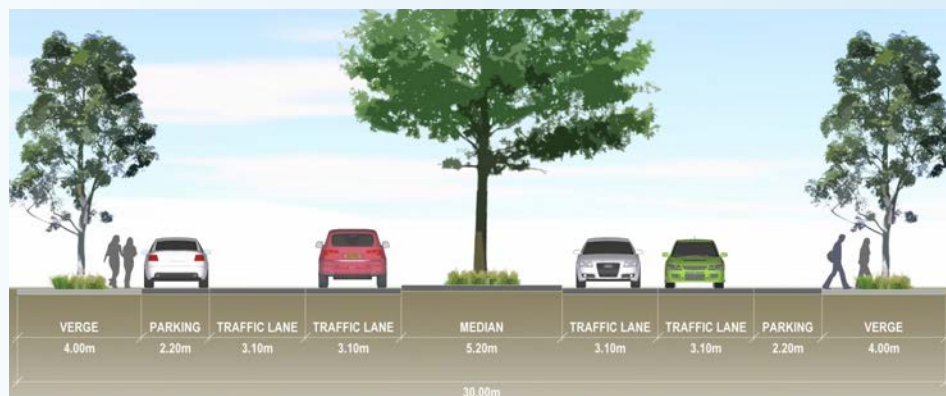 VERGE PARKING TRAFFIC LANE TRAFFIC LANE MEDIAN TRAFFIC LANE TRAFFIC LANE PARKING VERGE
4.00m 2.20m 3.10m 3.10m 5.20m 3.10m 3.10m 2.20m 4.00m
30.00m